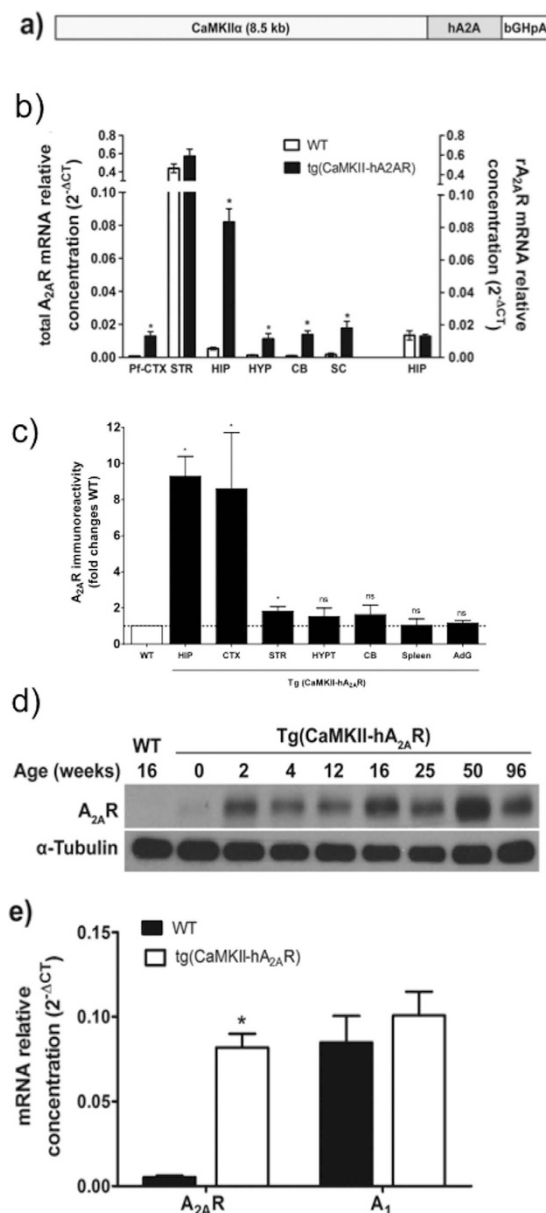 a) CaMKIIα (8.5 kb) hA2A bGHpA
b)
total A2AR mRNA relative
concentration (2-ΔCT)
0.8
0.6
0.4
0.10
0.08
0.06
0.04
0.02
0.00
WT
tg(CaMKII-hA2AR)
*
*
*
*
*
0.8
0.6
0.4
0.10
0.08
0.06
0.04
0.02
0.00
rA2AR mRNA relative
concentration (2-ΔCT)
Pf-CTX STR HIP HYP CB SC HIP
c)
A2AR immunoreactivity
(fold changes WT)
12
10
8
6
4
2
0
*
*
*
ns
ns
ns
ns
WT HIP CTX STR HYPT CB Spleen AdG
Tg (CaMKII-hA2AR)
d)
WT Tg(CaMKII-hA2AR)
Age (weeks) 16 0 2 4 12 16 25 50 96
A2AR
α-Tubulin
e)
mRNA relative
concentration (2-ΔCT)
0.15
0.10
0.05
0.00
WT
tg(CaMKII-hA2AR)
*
A2AR A1